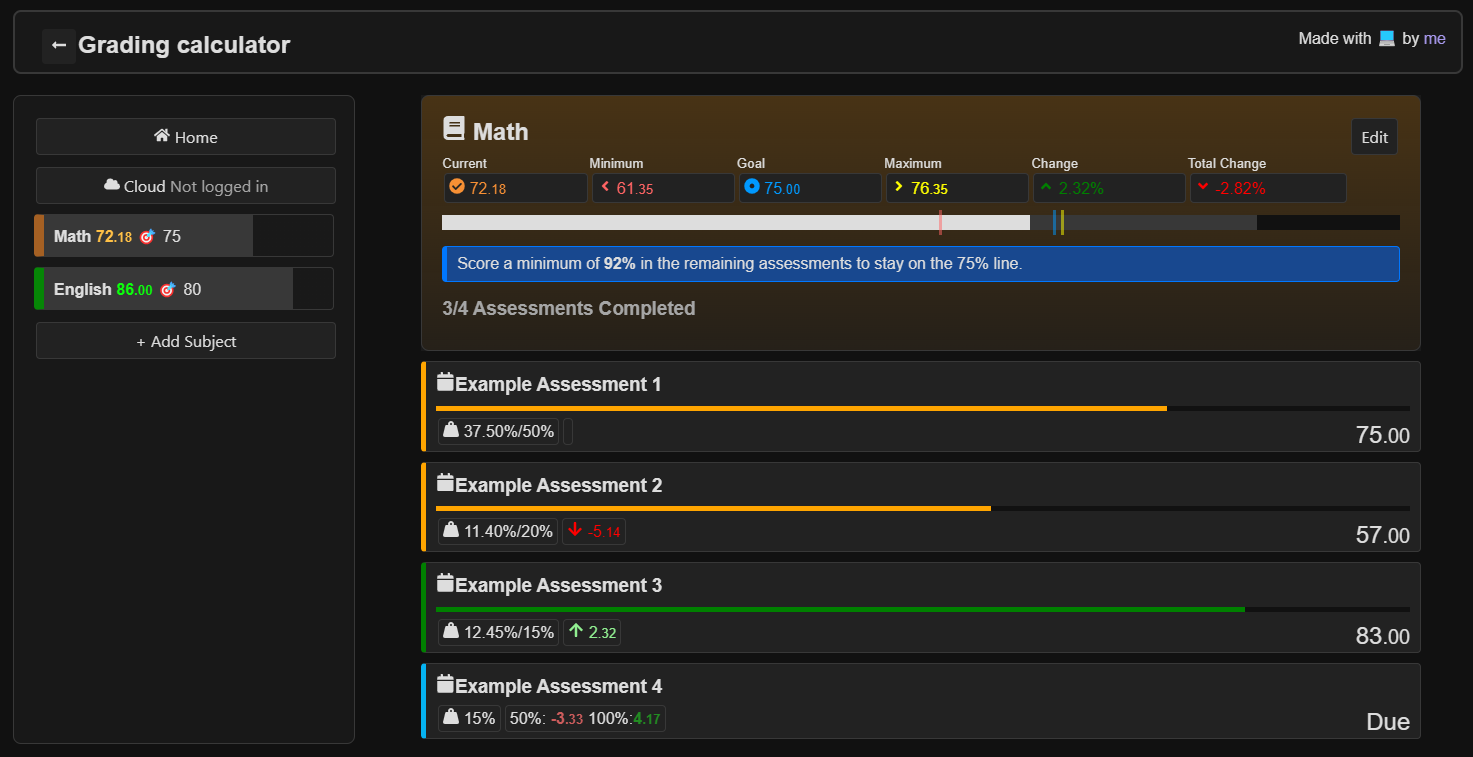 Grading calculator
Made with 💻 by me
Home
Cloud Not logged in
Math 72.18 🎯 75
English 86.00 🎯 80
+ Add Subject
Math
Edit
Current Minimum Goal Maximum Change Total Change
72.18 61.35 75.00 76.35 2.32% -2.82%
Score a minimum of 92% in the remaining assessments to stay on the 75% line.
3/4 Assessments Completed
Example Assessment 1
37.50%/50%
75.00
Example Assessment 2
11.40%/20% -5.14
57.00
Example Assessment 3
12.45%/15% 2.32
83.00
Example Assessment 4
15% 50%: -3.33 100%:4.17
Due